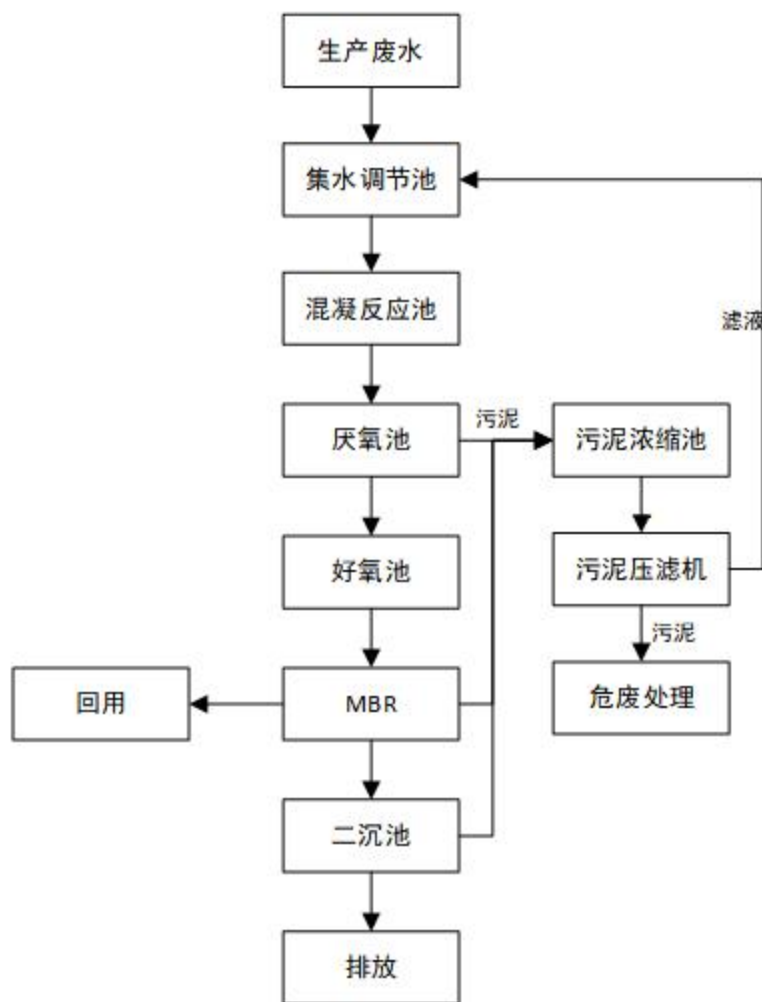 生产废水
集水调节池
混凝反应池
滤液
厌氧池
污泥
污泥浓缩池
好氧池
污泥压滤机
污泥
回用
MBR
危废处理
二沉池
排放